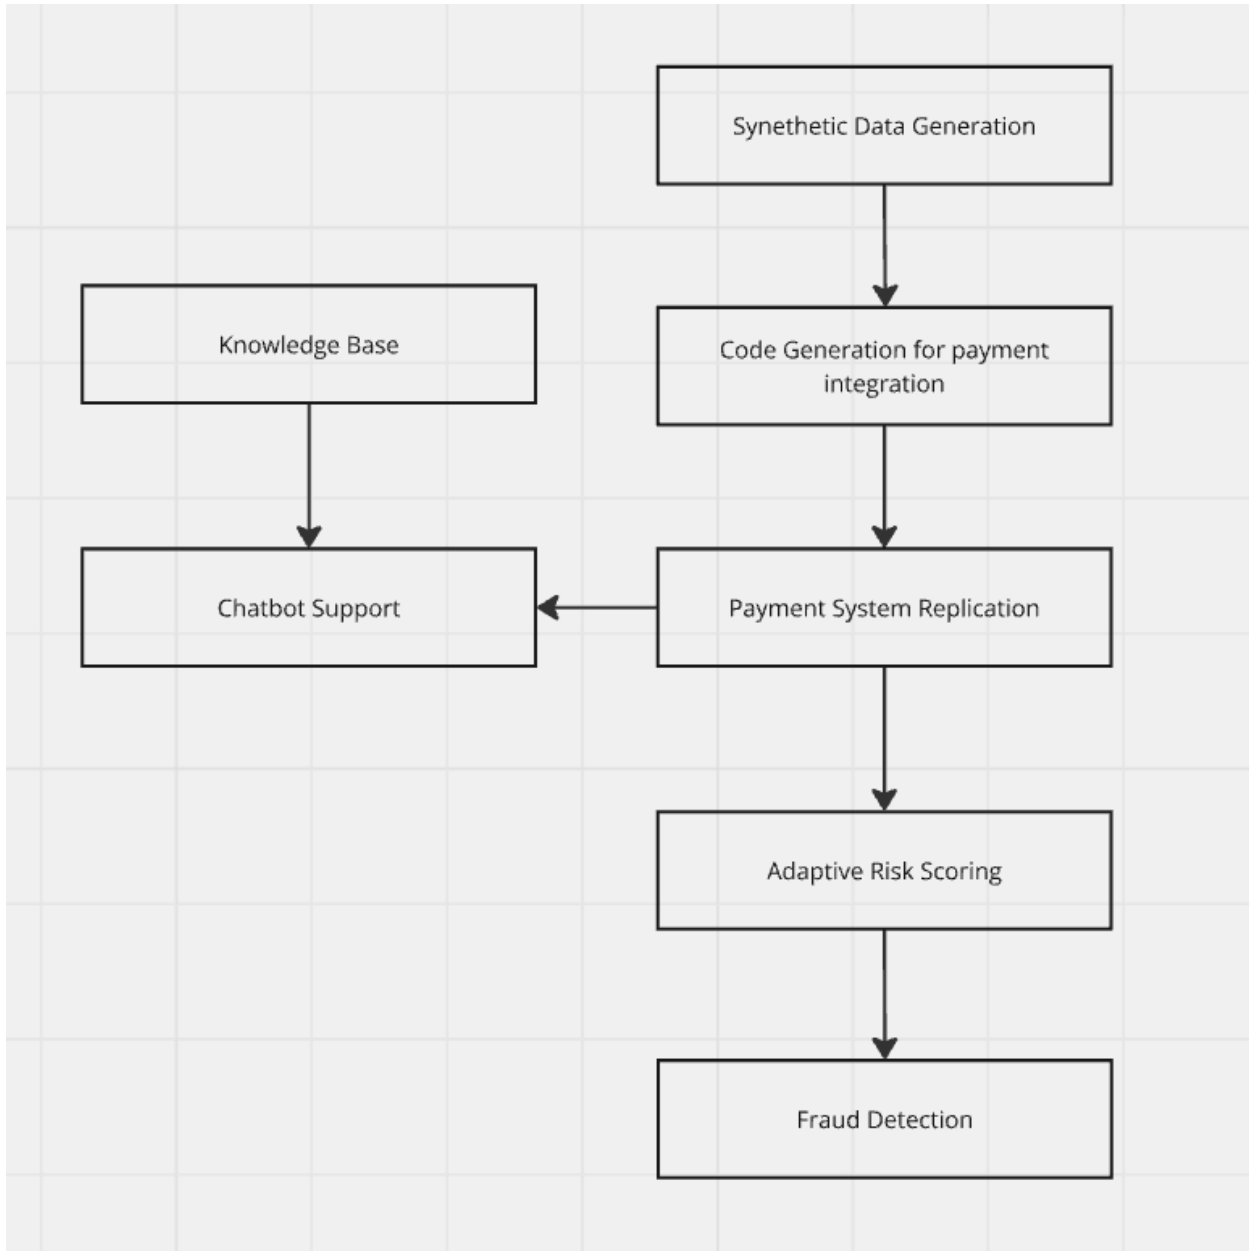 Synethetic Data Generation
Knowledge Base
Code Generation for payment
integration
Chatbot Support
Payment System Replication
Adaptive Risk Scoring
Fraud Detection